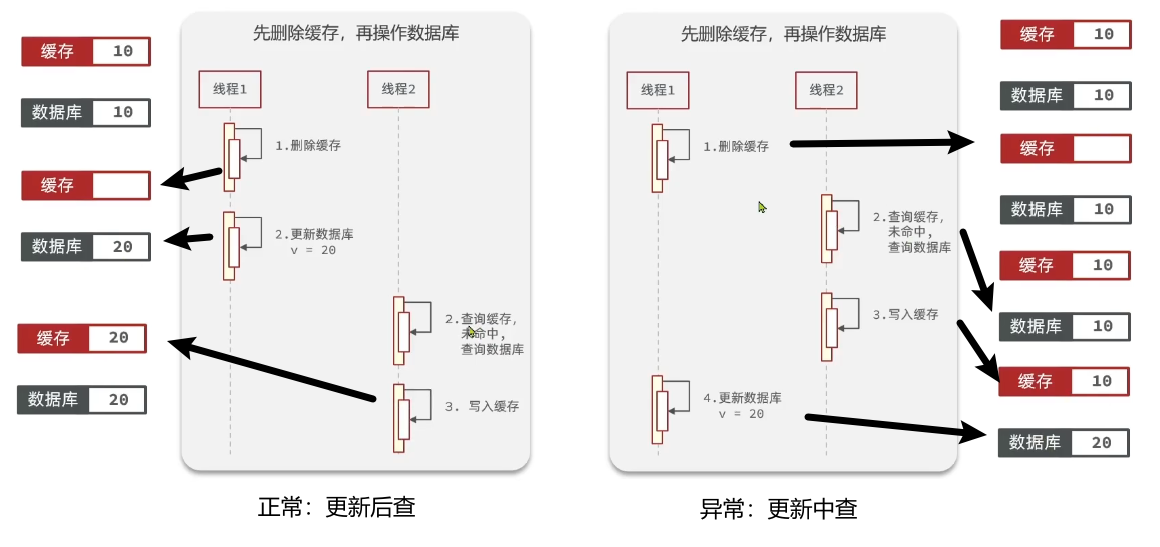 先删除缓存，再操作数据库
缓存 10
数据库 10
缓存
数据库 20
缓存 20
数据库 20
线程1
线程2
1.删除缓存
2.更新数据库
v = 20
2.查询缓存，
未命中，
查询数据库
3. 写入缓存
正常：更新后查
先删除缓存，再操作数据库
线程1
线程2
1.删除缓存
2.查询缓存，
未命中，
查询数据库
3.写入缓存
4.更新数据库
v = 20
缓存 10
数据库 10
缓存
数据库 10
缓存 10
数据库 10
缓存 10
数据库 20
异常：更新中查